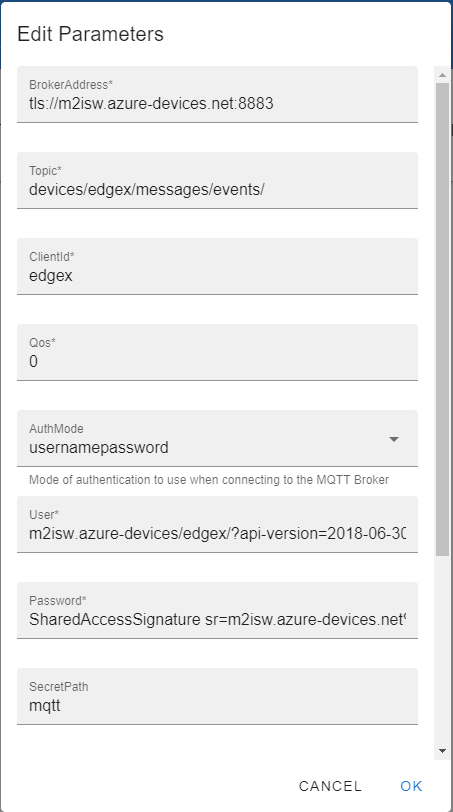 Edit Parameters
BrokerAddress*
tls://m2isw.azure-devices.net:8883
Topic*
devices/edgex/messages/events/
ClientId*
edgex
Qos*
0
AuthMode
usernamepassword
Mode of authentication to use when connecting to the MQTT Broker
User*
m2isw.azure-devices/edgex/?api-version=2018-06-30
Password*
SharedAccessSignature sr=m2isw.azure-devices.net%
SecretPath
mqtt
CANCEL OK